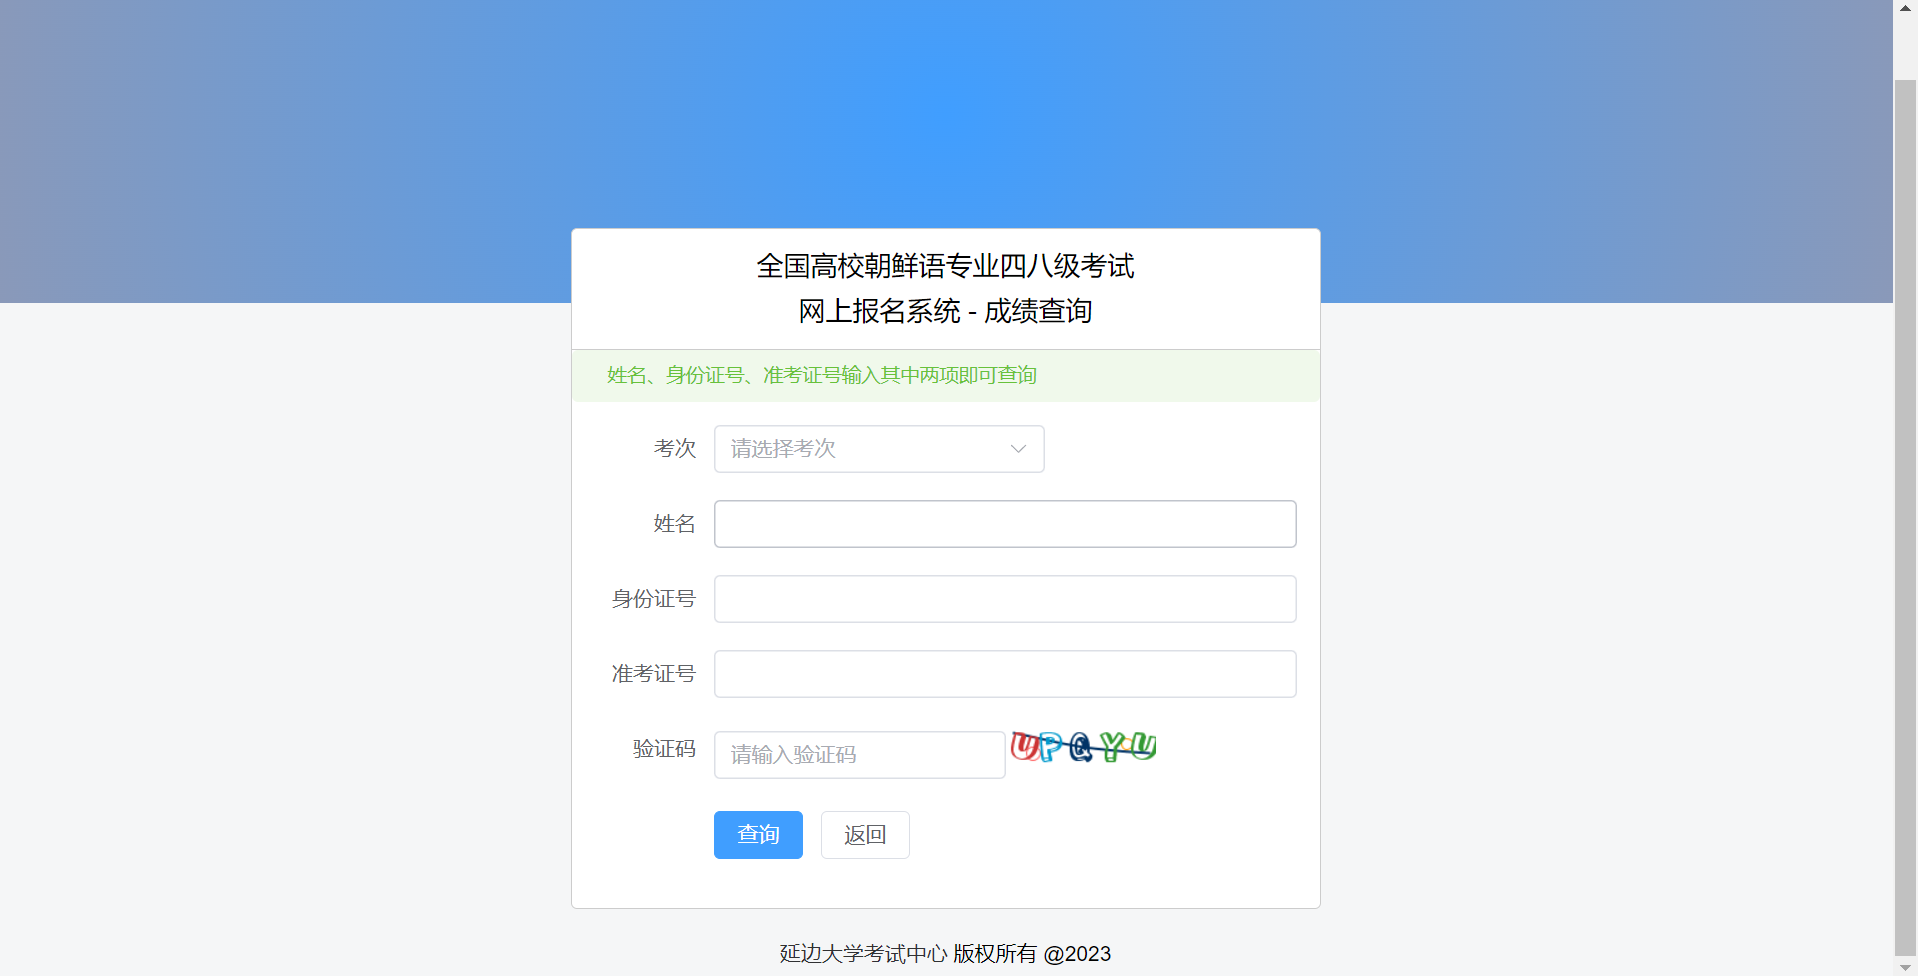 全国高校朝鲜语专业四八级考试
网上报名系统 - 成绩查询
姓名、身份证号、准考证号输入其中两项即可查询
考次 请选择考次
姓名
身份证号
准考证号
验证码 请输入验证码 UPQYU
查询 返回
延边大学考试中心 版权所有 @2023